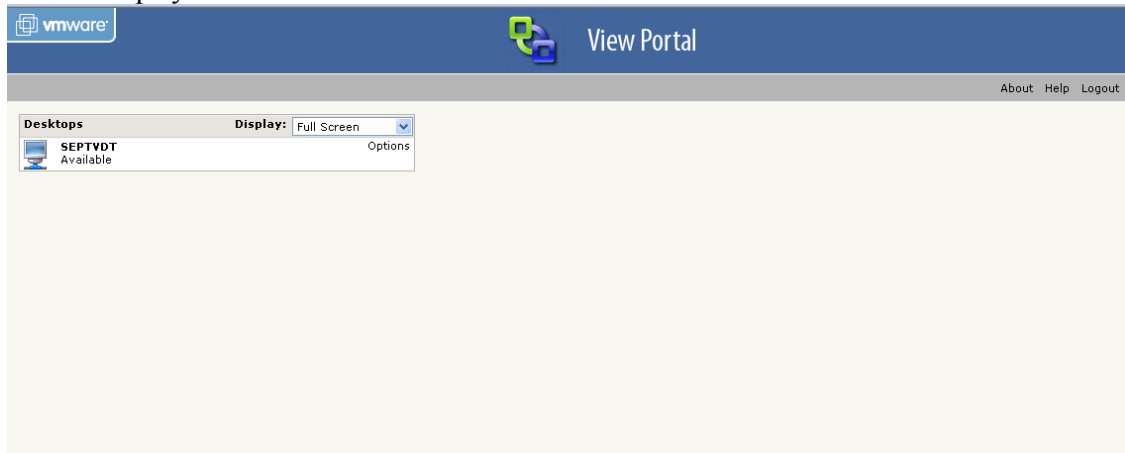 vmware
View Portal
About Help Logout
Desktops Display: Full Screen
SEPTVDT Options
Available